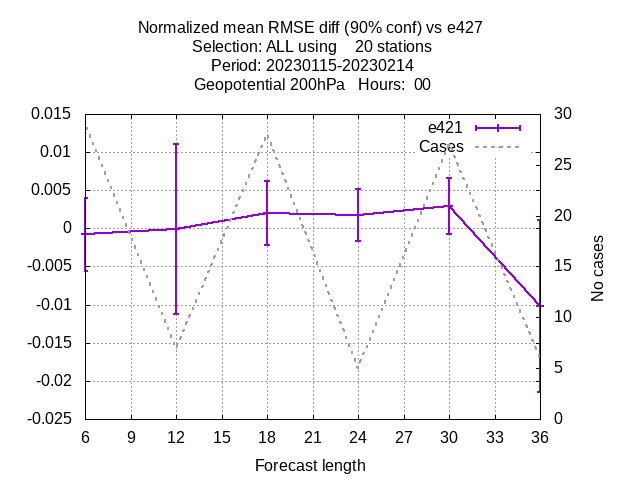 Normalized mean RMSE diff (90% conf) vs e427
Selection: ALL using    20 stations
Period: 20230115-20230214
Geopotential 200hPa   Hours:  00
0.015
0.01
0.005
0
-0.005
-0.01
-0.015
-0.02
-0.025
e421
Cases
30
25
20
15
10
5
0
No cases
6 9 12 15 18 21 24 27 30 33 36
Forecast length